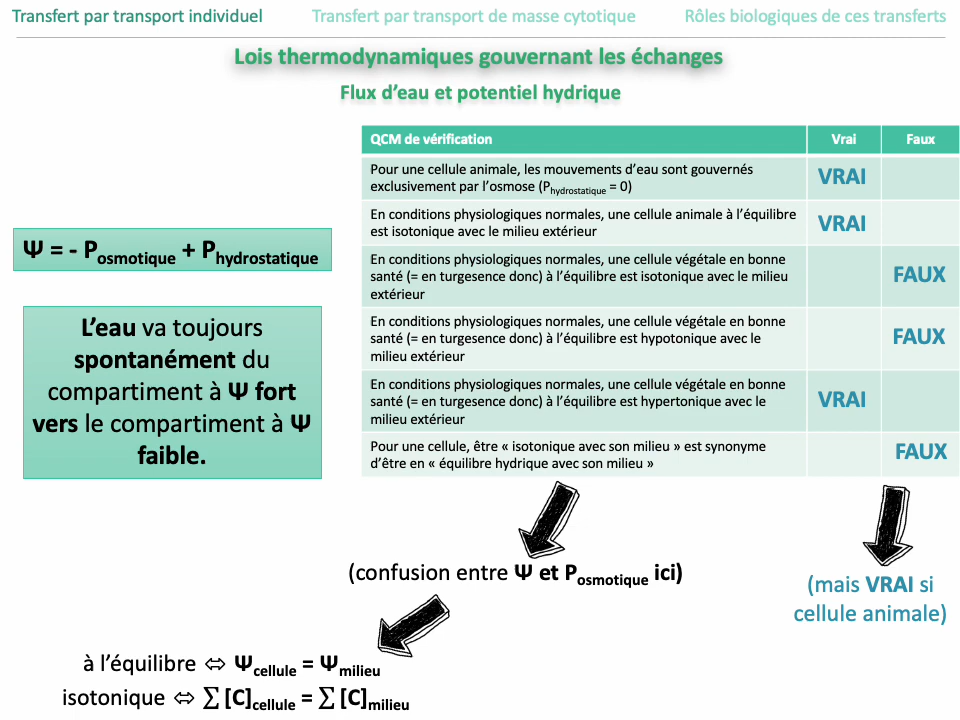 Transfert par transport individuel
Transfert par transport de masse cytotique
Rôles biologiques de ces transferts
Lois thermodynamiques gouvernant les échanges
Flux d'eau et potentiel hydrique
QCM de vérification
Vrai
Faux
Pour une cellule animale, les mouvements d'eau sont gouvernés
exclusivement par l'osmose (Phydrostatique = 0)
VRAI
En conditions physiologiques normales, une cellule animale à l'équilibre
est isotonique avec le milieu extérieur
VRAI
En conditions physiologiques normales, une cellule végétale en bonne
santé (= en turgesence donc) à l'équilibre est isotonique avec le milieu
extérieur
FAUX
En conditions physiologiques normales, une cellule végétale en bonne
santé (= en turgesence donc) à l'équilibre est hypotonique avec le
milieu extérieur
FAUX
En conditions physiologiques normales, une cellule végétale en bonne
santé (= en turgesence donc) à l'équilibre est hypertonique avec le
milieu extérieur
VRAI
Pour une cellule, être « isotonique avec son milieu » est synonyme
d'être en « équilibre hydrique avec son milieu »
FAUX
Ψ = - Posmotique + Phydrostatique
L'eau va toujours
spontanément du
compartiment à Ψ fort
vers le compartiment à Ψ
faible.
(confusion entre Ψ et Posmotique ici)
(mais VRAI si
cellule animale)
à l'équilibre ⬄ Ψcellule = Ψmilieu
isotonique ⬄ ∑ [C]cellule = ∑ [C]milieu